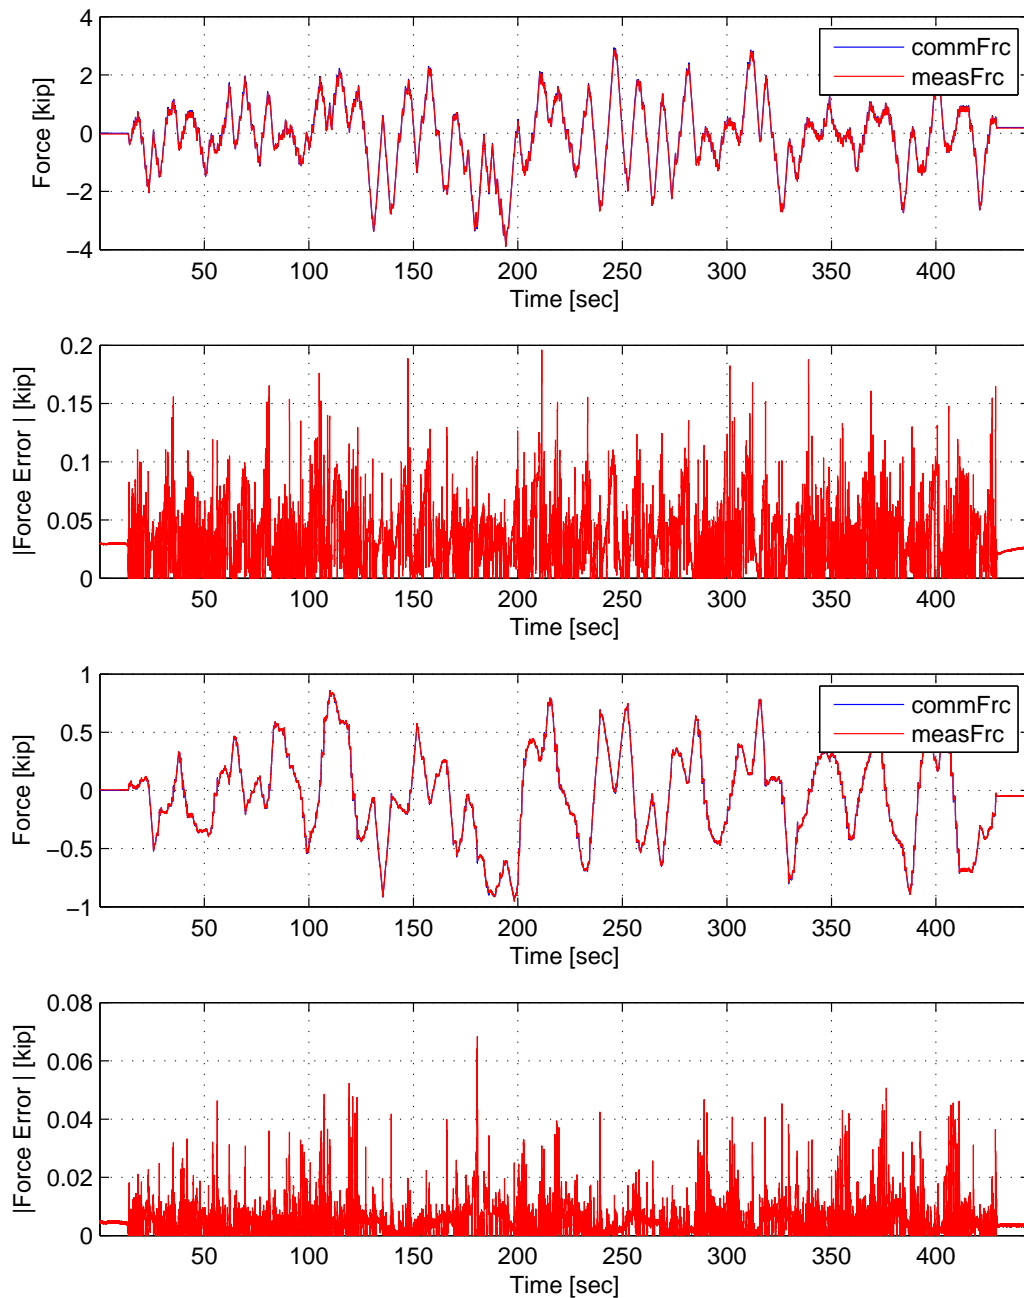 4
2
0
−2
−4
Force [kip]
commFrc
measFrc
50 100 150 200 250 300 350 400
Time [sec]
0.2
0.15
0.1
0.05
0
|Force Error | [kip]
50 100 150 200 250 300 350 400
Time [sec]
1
0.5
0
−0.5
−1
Force [kip]
commFrc
measFrc
50 100 150 200 250 300 350 400
Time [sec]
0.08
0.06
0.04
0.02
0
|Force Error | [kip]
50 100 150 200 250 300 350 400
Time [sec]